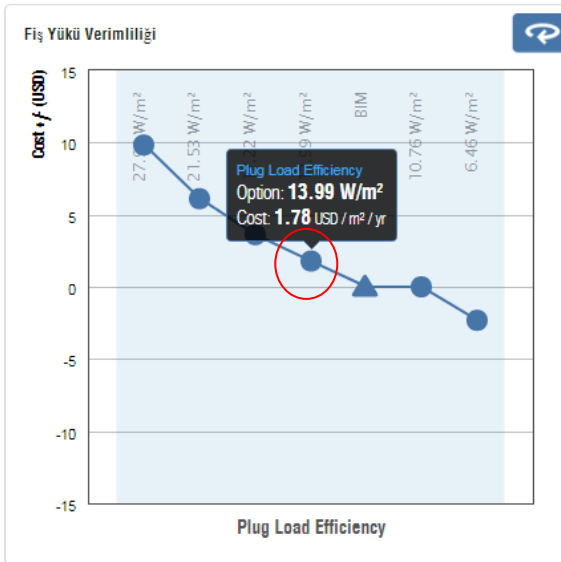 Fiş Yükü Verimliliği
Cost (USD)
15
10
5
0
-5
-10
-15
W/m²
21.53 W/m²
W/m²
W/m²
BIM
10.76 W/m²
6.46 W/m²
Plug Load Efficiency
Option: 13.99 W/m²
Cost: 1.78 USD / m² / yr
Plug Load Efficiency